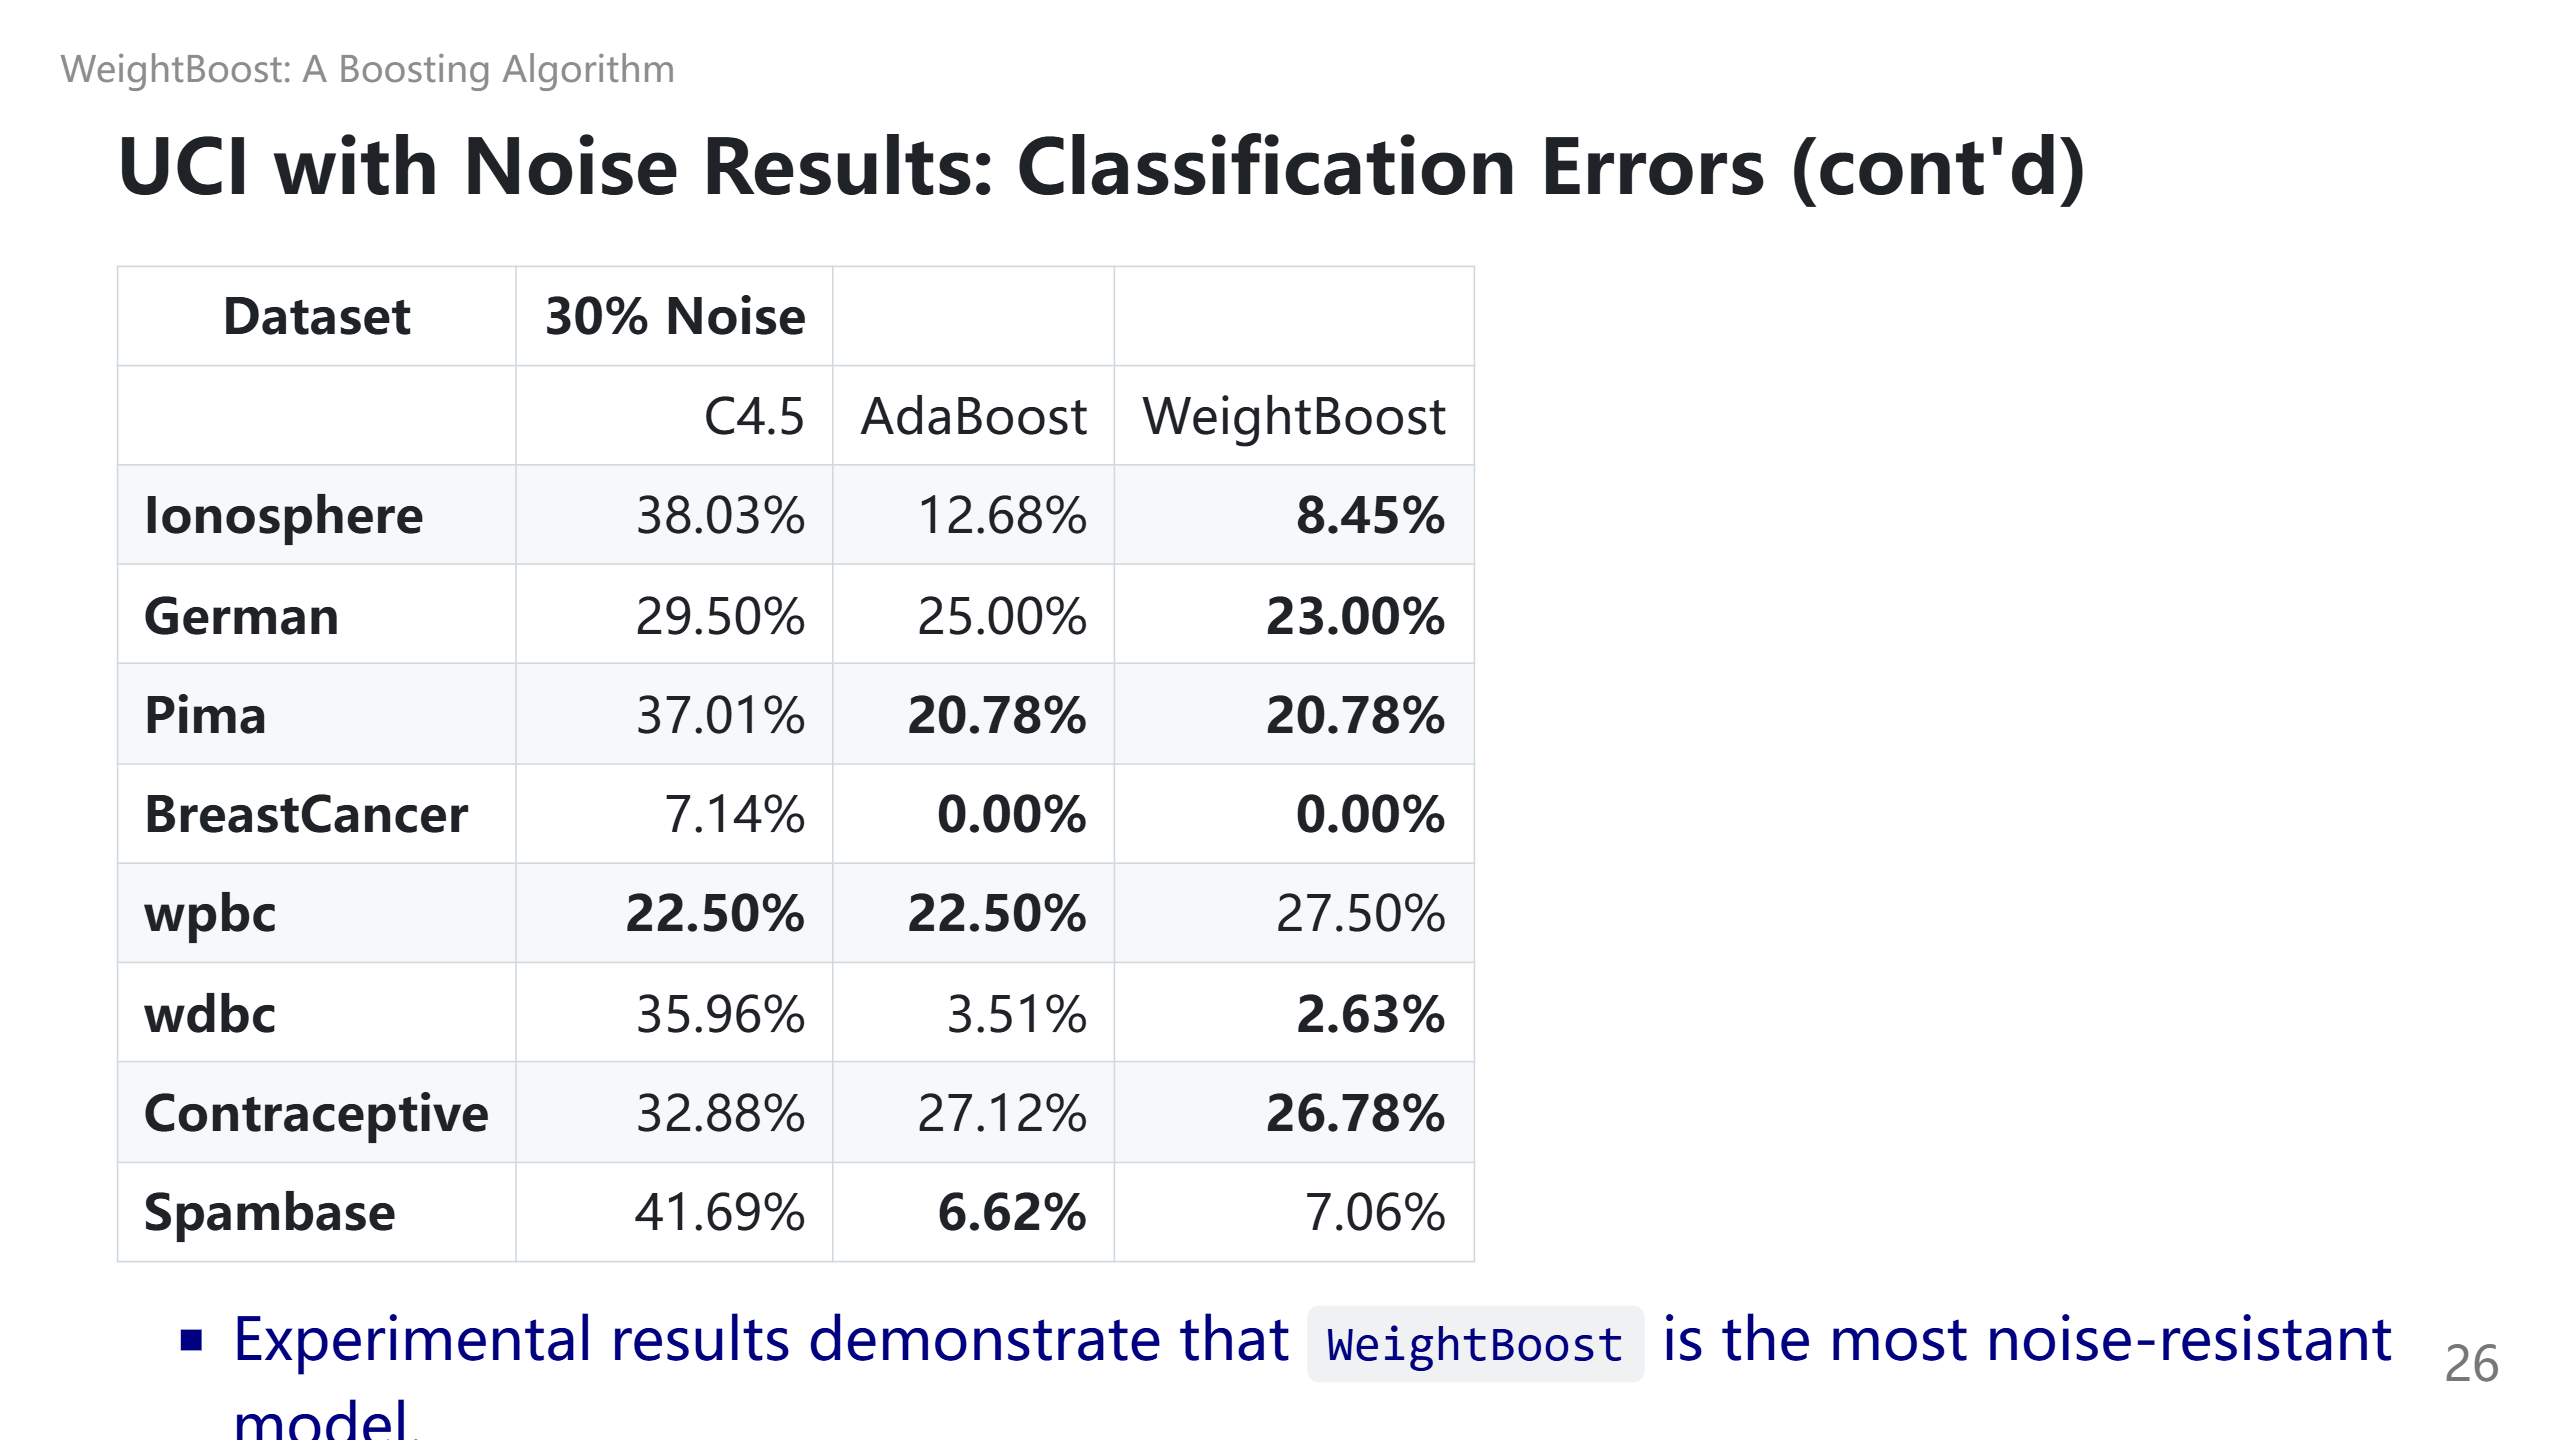 WeightBoost: A Boosting Algorithm
UCI with Noise Results: Classification Errors (cont'd)
Dataset 30% Noise
C4.5 AdaBoost WeightBoost
Ionosphere 38.03% 12.68% 8.45%
German 29.50% 25.00% 23.00%
Pima 37.01% 20.78% 20.78%
BreastCancer 7.14% 0.00% 0.00%
wpbc 22.50% 22.50% 27.50%
wdbc 35.96% 3.51% 2.63%
Contraceptive 32.88% 27.12% 26.78%
Spambase 41.69% 6.62% 7.06%
▪ Experimental results demonstrate that WeightBoost is the most noise-resistant
model.
26